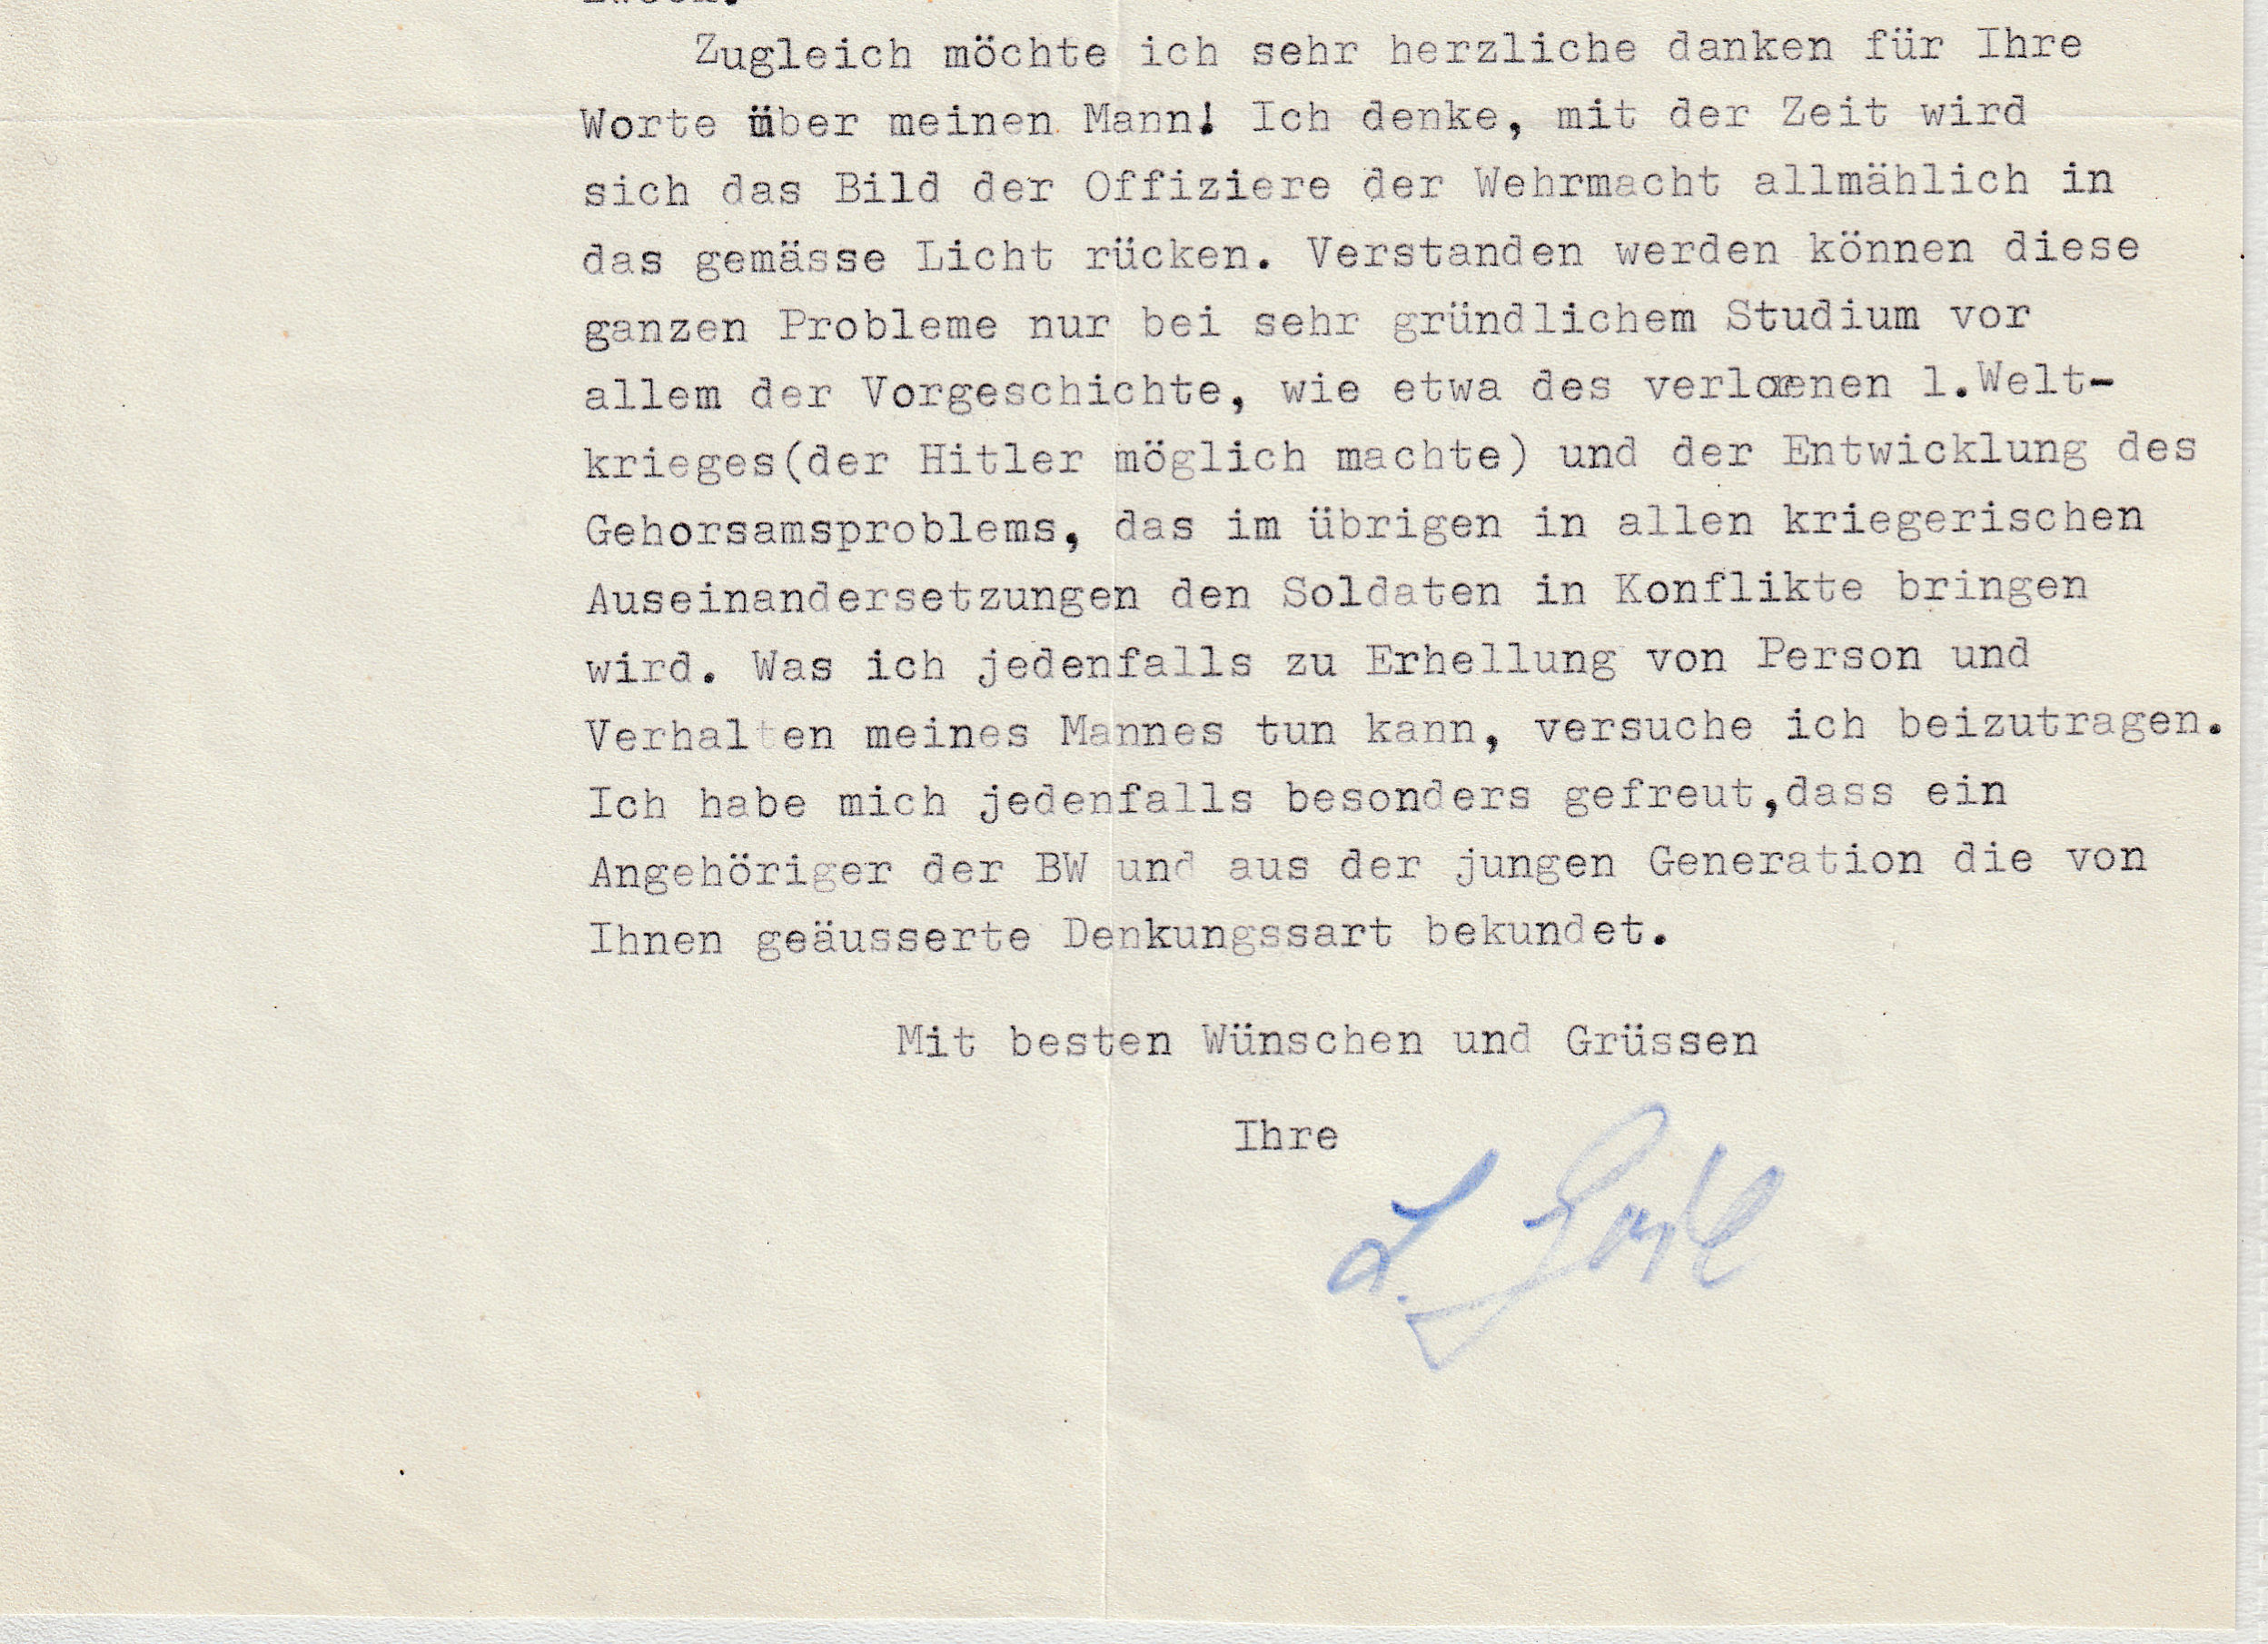 Zugleich möchte ich sehr herzliche danken für Ihre
Worte über meinen Mann! Ich denke, mit der Zeit wird
sich das Bild der Offiziere der Wehrmacht allmählich in
das gemässe Licht rücken. Verstanden werden können diese
ganzen Probleme nur bei sehr gründlichem Studium vor
allem der Vorgeschichte, wie etwa des verlorenen 1.Welt-
krieges(der Hitler möglich machte) und der Entwicklung des
Gehorsamsproblems, das im übrigen in allen kriegerischen
Auseinandersetzungen den Soldaten in Konflikte bringen
wird. Was ich jedenfalls zu Erhellung von Person und
Verhalten meines Mannes tun kann, versuche ich beizutragen.
Ich habe mich jedenfalls besonders gefreut,dass ein
Angehöriger der BW und aus der jungen Generation die von
Ihnen geäusserte Denkungssart bekundet.
Mit besten Wünschen und Grüssen
Ihre
L. Jodl